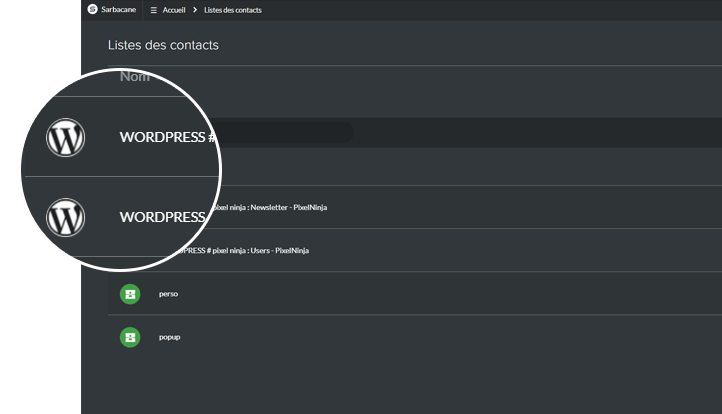 Sarbacane ☰ Accueil > Listes des contacts
Listes des contacts
Nom
WORDPRESS #
WORDPRESS
pixel ninja : Newsletter - PixelNinja
PRESS # pixel ninja : Users - PixelNinja
perso
popup